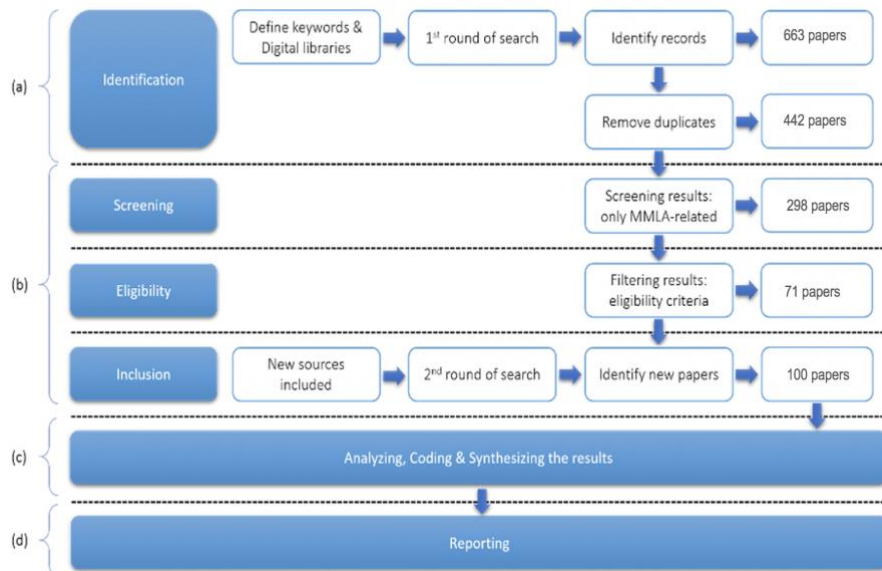 (a)
Identification
Define keywords &
Digital libraries
1st round of search
Identify records
663 papers
Remove duplicates
442 papers
(b)
Screening
Screening results:
only MMLA-related
298 papers
Eligibility
Filtering results:
eligibility criteria
71 papers
Inclusion
New sources
included
2nd round of search
Identify new papers
100 papers
(c)
Analyzing, Coding & Synthesizing the results
(d)
Reporting